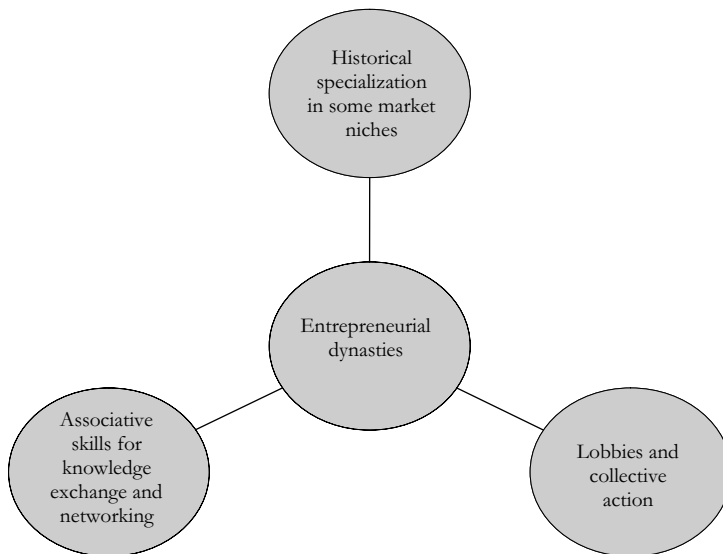 Historical
specialization
in some market
niches
Entrepreneurial
dynasties
Associative
skills for
knowledge
exchange and
networking
Lobbies and
collective
action